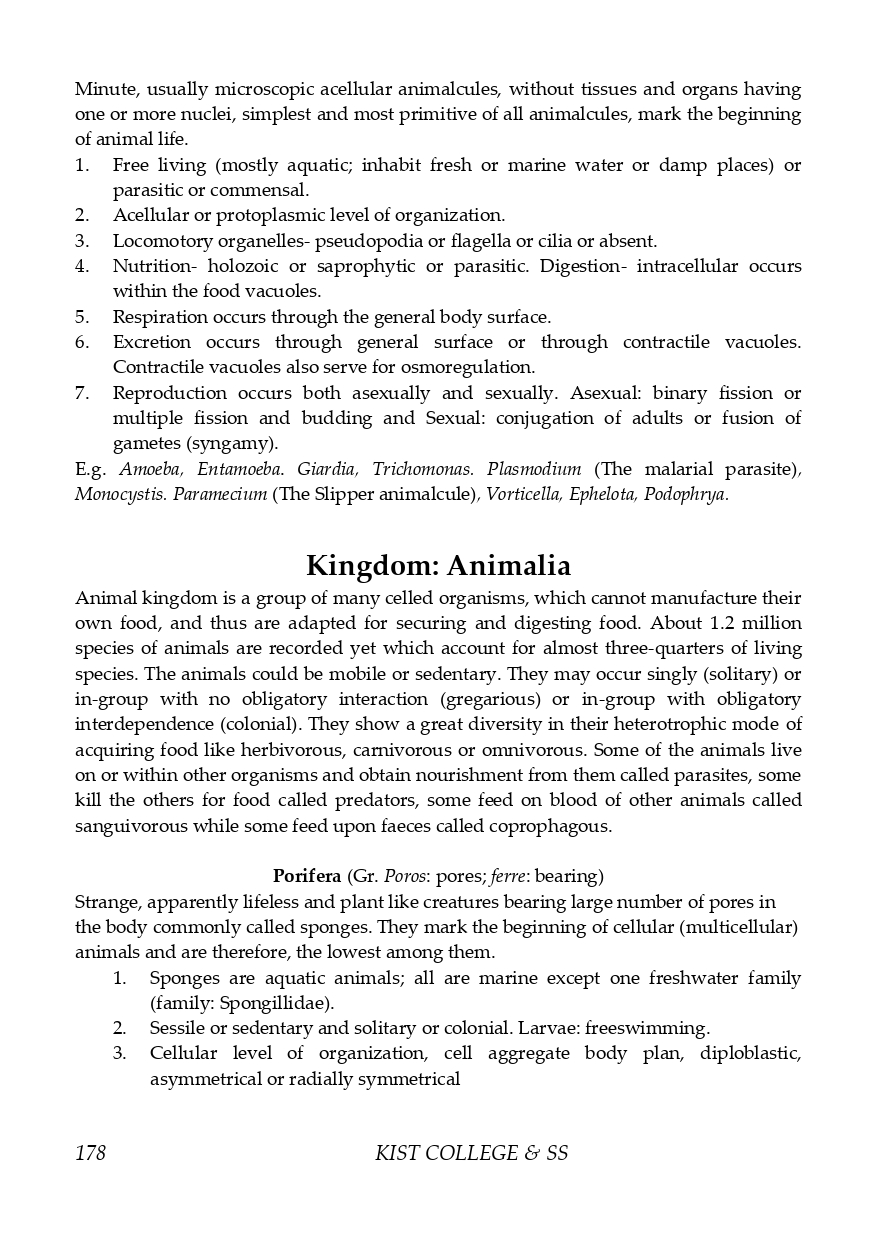 Minute, usually microscopic acellular animalcules, without tissues and organs having
one or more nuclei, simplest and most primitive of all animalcules, mark the beginning
of animal life.
1. Free living (mostly aquatic; inhabit fresh or marine water or damp places) or
parasitic or commensal.
2. Acellular or protoplasmic level of organization.
3. Locomotory organelles- pseudopodia or flagella or cilia or absent.
4. Nutrition- holozoic or saprophytic or parasitic. Digestion- intracellular occurs
within the food vacuoles.
5. Respiration occurs through the general body surface.
6. Excretion occurs through general surface or through contractile vacuoles.
Contractile vacuoles also serve for osmoregulation.
7. Reproduction occurs both asexually and sexually. Asexual: binary fission or
multiple fission and budding and Sexual: conjugation of adults or fusion of
gametes (syngamy).
E.g. Amoeba, Entamoeba. Giardia, Trichomonas. Plasmodium (The malarial parasite),
Monocystis. Paramecium (The Slipper animalcule), Vorticella, Ephelota, Podophrya.
Kingdom: Animalia
Animal kingdom is a group of many celled organisms, which cannot manufacture their
own food, and thus are adapted for securing and digesting food. About 1.2 million
species of animals are recorded yet which account for almost three-quarters of living
species. The animals could be mobile or sedentary. They may occur singly (solitary) or
in-group with no obligatory interaction (gregarious) or in-group with obligatory
interdependence (colonial). They show a great diversity in their heterotrophic mode of
acquiring food like herbivorous, carnivorous or omnivorous. Some of the animals live
on or within other organisms and obtain nourishment from them called parasites, some
kill the others for food called predators, some feed on blood of other animals called
sanguivorous while some feed upon faeces called coprophagous.
Porifera (Gr. Poros: pores; ferre: bearing)
Strange, apparently lifeless and plant like creatures bearing large number of pores in
the body commonly called sponges. They mark the beginning of cellular (multicellular)
animals and are therefore, the lowest among them.
1. Sponges are aquatic animals; all are marine except one freshwater family
(family: Spongillidae).
2. Sessile or sedentary and solitary or colonial. Larvae: freeswimming.
3. Cellular level of organization, cell aggregate body plan, diploblastic,
asymmetrical or radially symmetrical
178 KIST COLLEGE & SS